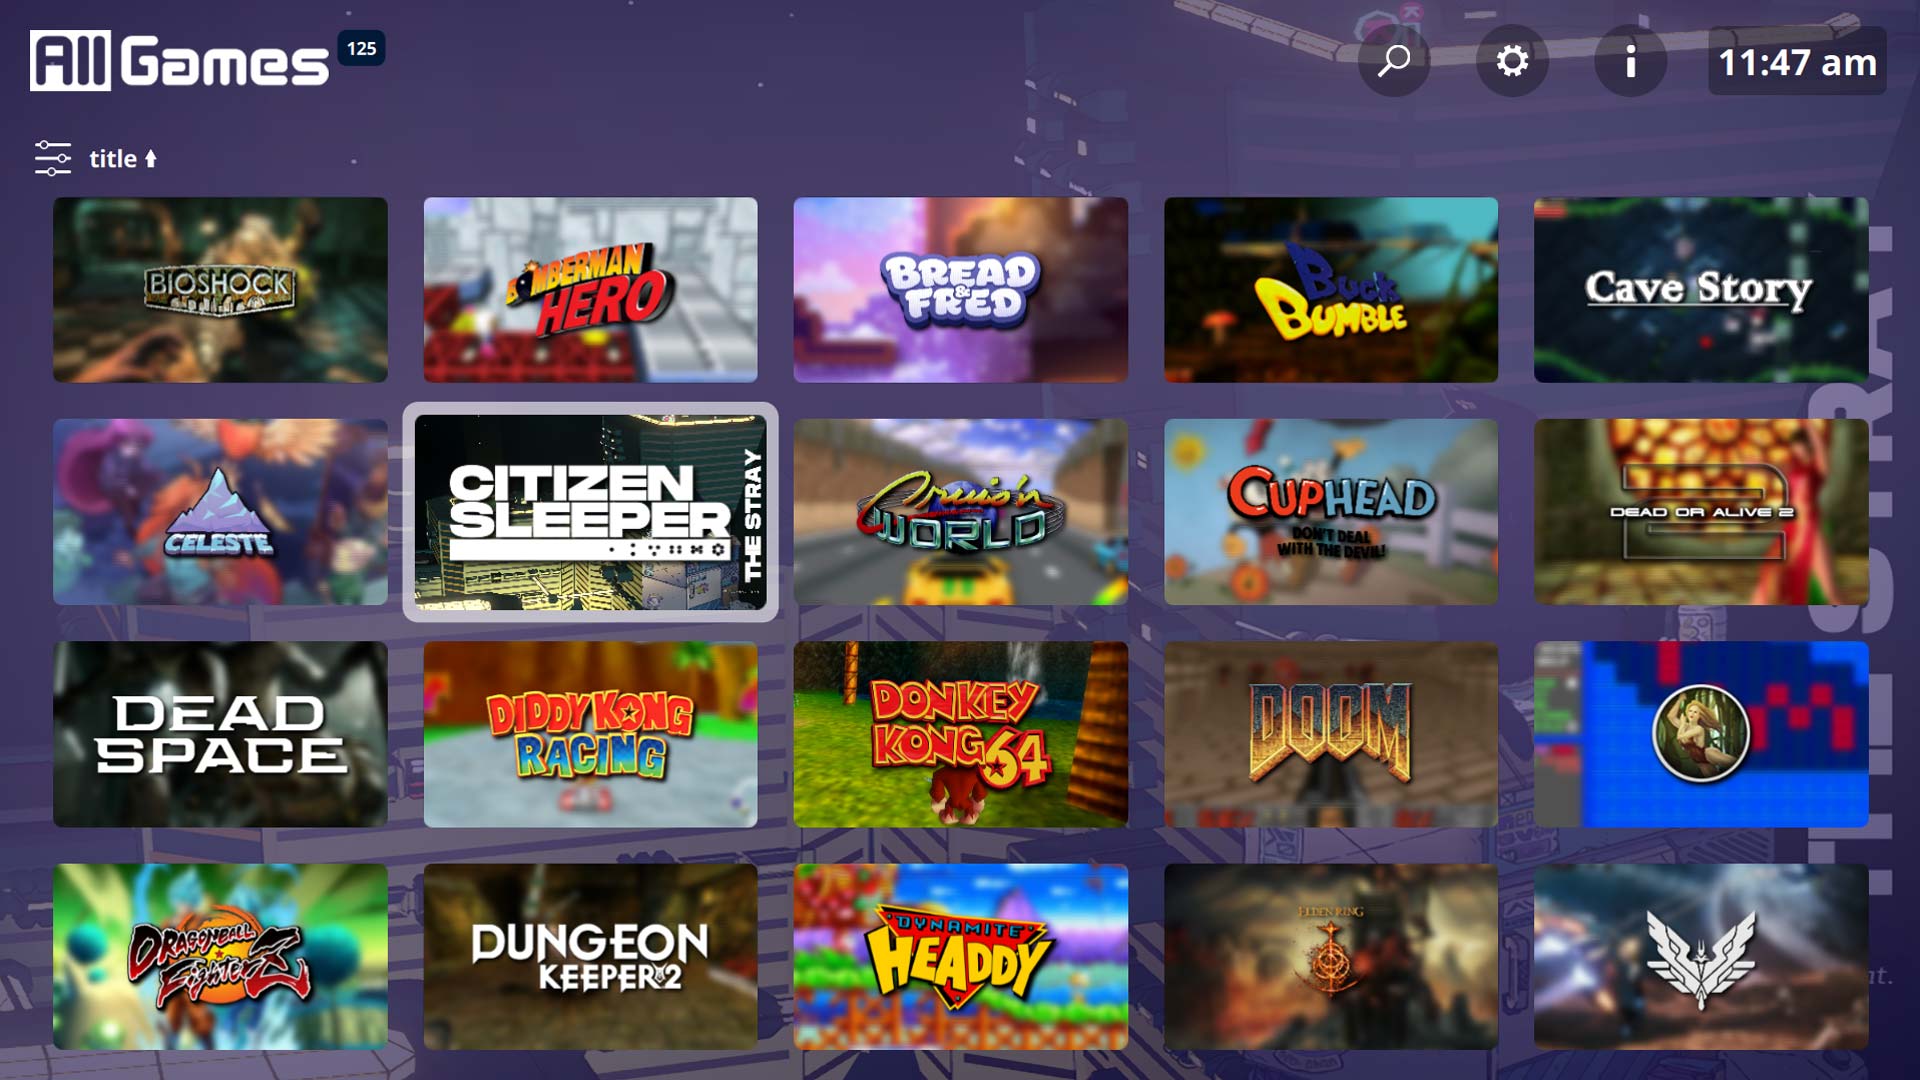 All Games
125
11:47 am
title
BIOSHOCK
BOMBERMAN
HERO
BREAD
&
FRED
BUCK
BUMBLE
Cave Story
CELESTE
CITIZEN
SLEEPER
THE STRAY
Cruis'n
WORLD
CUPHEAD
DON'T DEAL
WITH THE DEVIL!
DEAD OR ALIVE 2
DEAD
SPACE
DIDDY KONG
RACING
DONKEY
KONG 64
DOOM
DRAGONBALL
FighterZ
DUNGEON
KEEPER 2
DYNAMITE
HEADDY
ELDEN RING